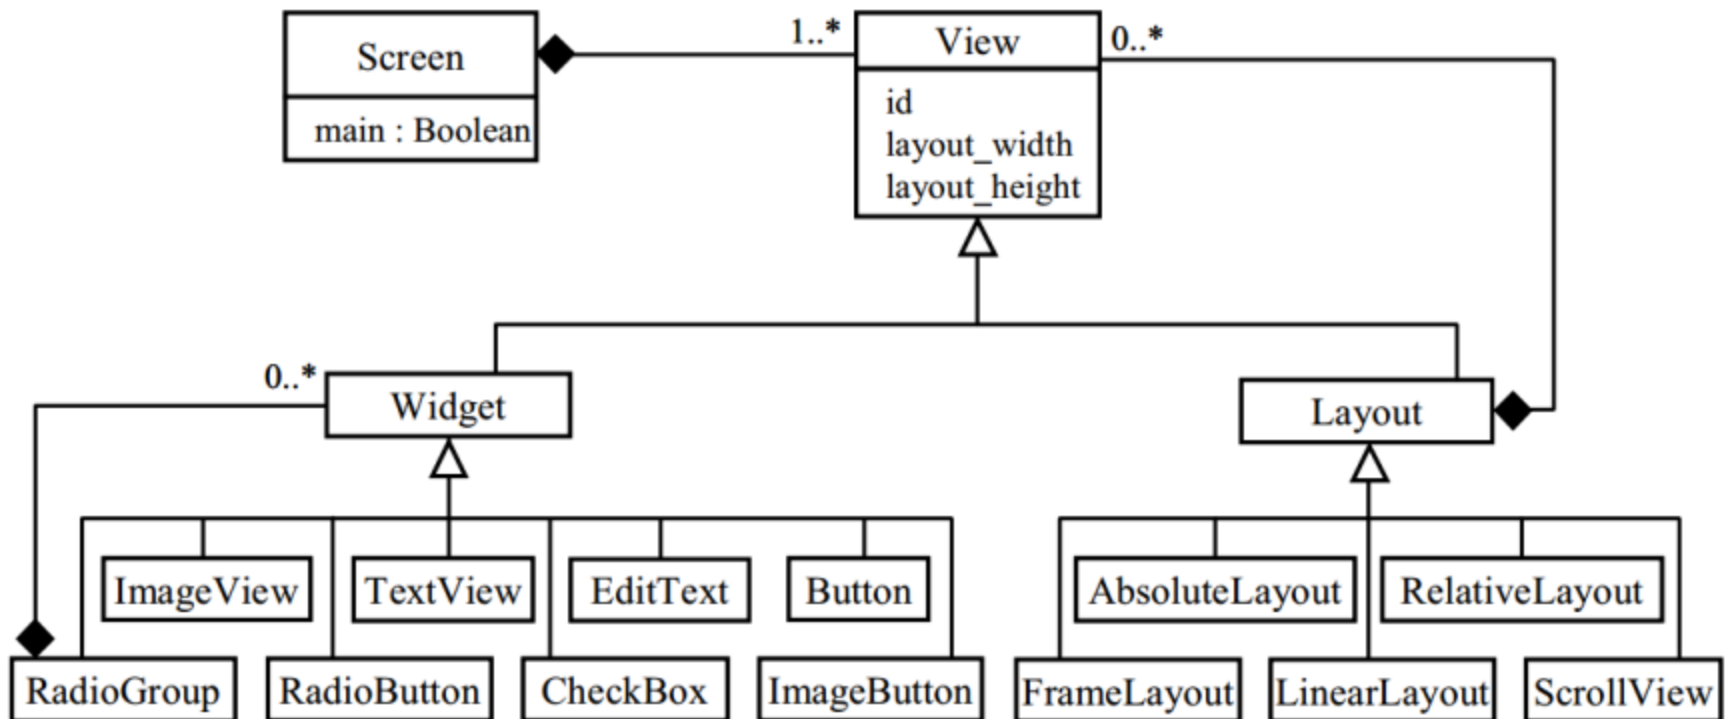 Screen
main : Boolean
1..*
View
0..*
id
layout_width
layout_height
0..*
Widget
Layout
ImageView
TextView
EditText
Button
AbsoluteLayout
RelativeLayout
RadioGroup
RadioButton
CheckBox
ImageButton
FrameLayout
LinearLayout
ScrollView